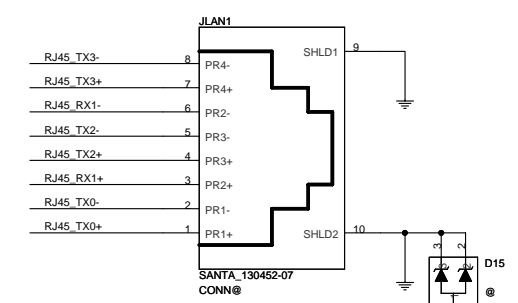 JLAN1
RJ45_TX3- 8 PR4- SHLD1 9
RJ45_TX3+ 7 PR4+
RJ45_RX1- 6 PR2-
RJ45_TX2- 5 PR3-
RJ45_TX2+ 4 PR3+
RJ45_RX1+ 3 PR2+
RJ45_TX0- 2 PR1-
RJ45_TX0+ 1 PR1+ SHLD2 10
3 2
D15
@
1
SANTA_130452-07
CONN@